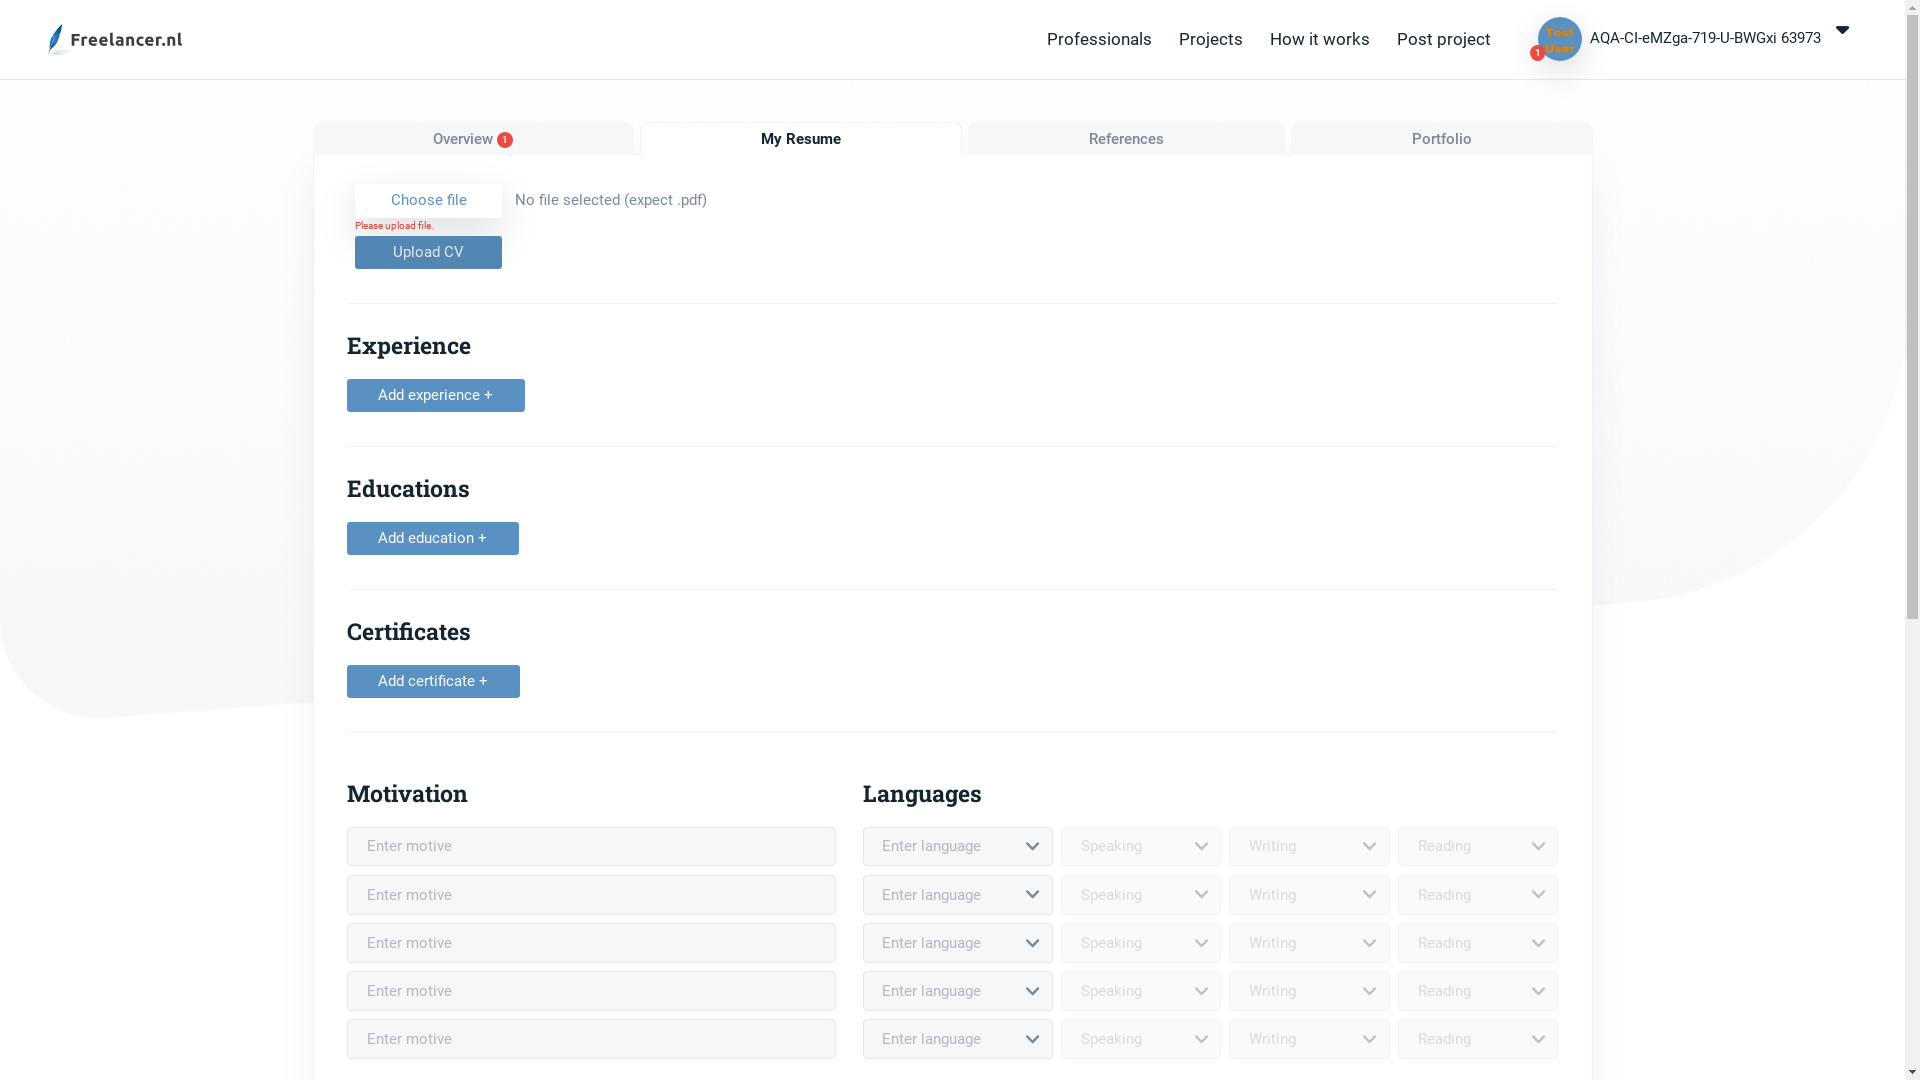 Freelancer.nl
Professionals Projects How it works Post project
Test User
1
AQA-CI-eMZga-719-U-BWGxi 63973
Overview 1
My Resume
References
Portfolio
Choose file No file selected (expect .pdf)
Please upload file.
Upload CV
Experience
Add experience +
Educations
Add education +
Certificates
Add certificate +
Motivation
Enter motive
Enter motive
Enter motive
Enter motive
Enter motive
Languages
Enter language Speaking Writing Reading
Enter language Speaking Writing Reading
Enter language Speaking Writing Reading
Enter language Speaking Writing Reading
Enter language Speaking Writing Reading